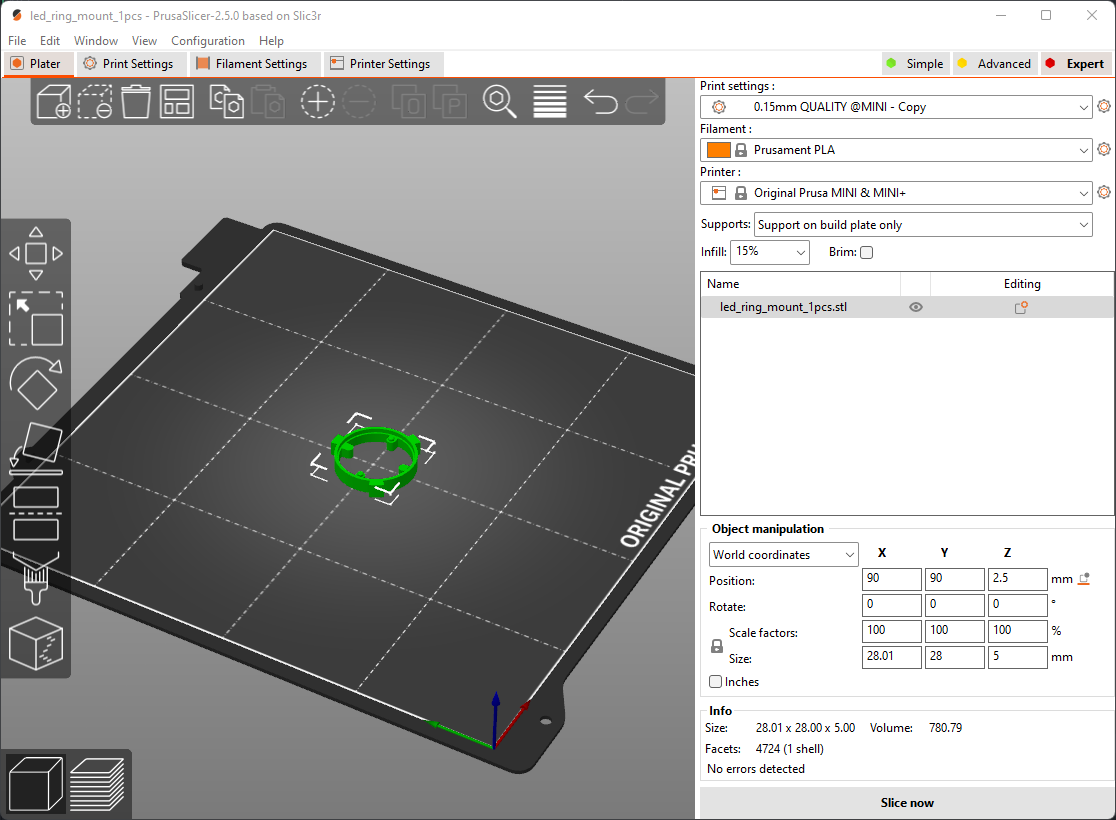 led_ring_mount_1pcs - PrusaSlicer-2.5.0 based on Slic3r
File Edit Window View Configuration Help
Plater Print Settings Filament Settings Printer Settings Simple Advanced Expert
Print settings :
0.15mm QUALITY @MINI - Copy
Filament :
Prusament PLA
Printer :
Original Prusa MINI & MINI+
Supports: Support on build plate only
Infill: 15% Brim:
Name Editing
led_ring_mount_1pcs.stl
ORIGINAL PRU
Object manipulation
World coordinates X Y Z
Position: 90 90 2.5 mm
Rotate: 0 0 0 °
Scale factors: 100 100 100 %
Size: 28.01 28 5 mm
Inches
Info
Size: 28.01 x 28.00 x 5.00 Volume: 780.79
Facets: 4724 (1 shell)
No errors detected
Slice now